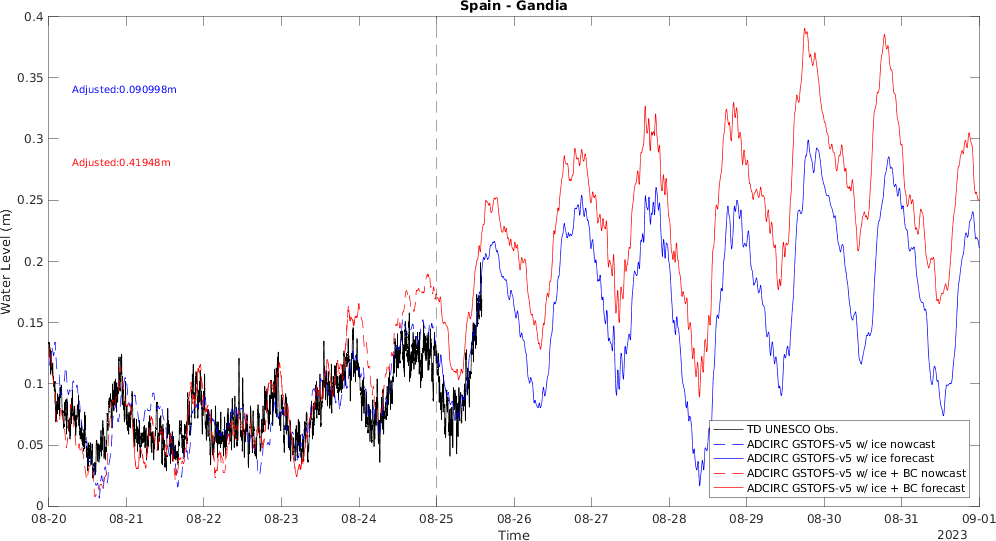 Spain - Gandia
0.4
0.35
0.3
0.25
0.2
0.15
0.1
0.05
0
Water Level (m)
Adjusted:0.090998m
Adjusted:0.41948m
TD UNESCO Obs.
ADCIRC GSTOFS-v5 w/ ice nowcast
ADCIRC GSTOFS-v5 w/ ice forecast
ADCIRC GSTOFS-v5 w/ ice + BC nowcast
ADCIRC GSTOFS-v5 w/ ice + BC forecast
08-20 08-21 08-22 08-23 08-24 08-25 08-26 08-27 08-28 08-29 08-30 08-31 09-01
Time
2023